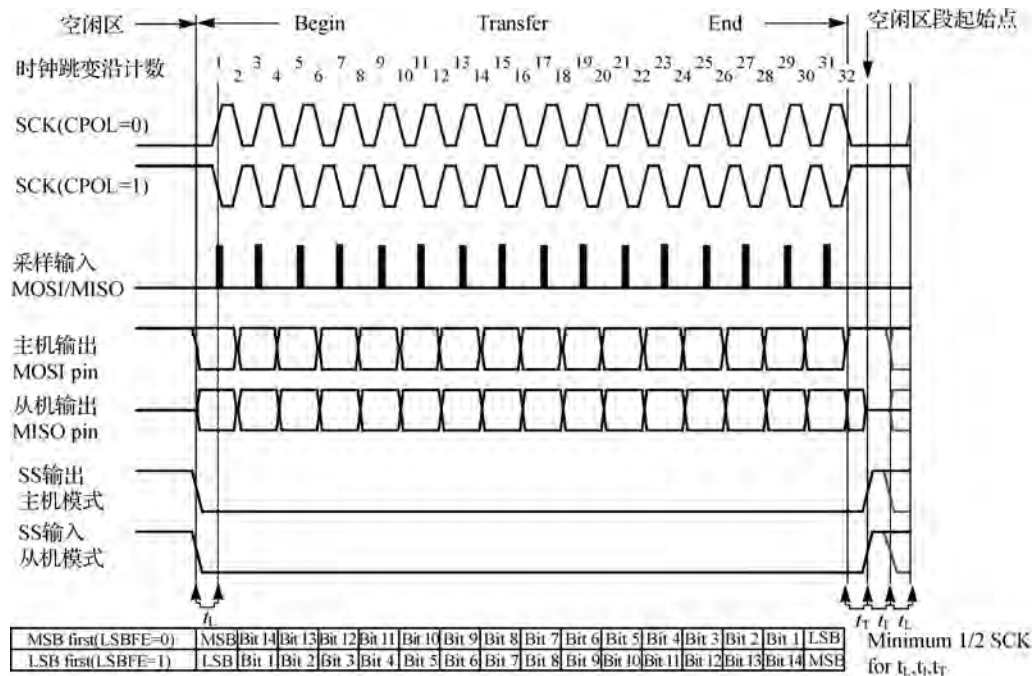 空闲区 Begin Transfer End 空闲区段起始点
时钟跳变沿计数 1 3 5 7 9 11 13 15 17 19 21 23 25 27 29 31
2 4 6 8 10 12 14 16 18 20 22 24 26 28 30 32
SCK(CPOL=0)
SCK(CPOL=1)
采样输入
MOSI/MISO
主机输出
MOSI pin
从机输出
MISO pin
SS输出
主机模式
SS输入
从机模式
tL tT tI tL
MSB first(LSBFE=0) MSB Bit 14 Bit 13 Bit 12 Bit 11 Bit 10 Bit 9 Bit 8 Bit 7 Bit 6 Bit 5 Bit 4 Bit 3 Bit 2 Bit 1 LSB Minimum 1/2 SCK
LSB first(LSBFE=1) LSB Bit 1 Bit 2 Bit 3 Bit 4 Bit 5 Bit 6 Bit 7 Bit 8 Bit 9 Bit 10 Bit 11 Bit 12 Bit 13 Bit 14 MSB for tL,tI,tT